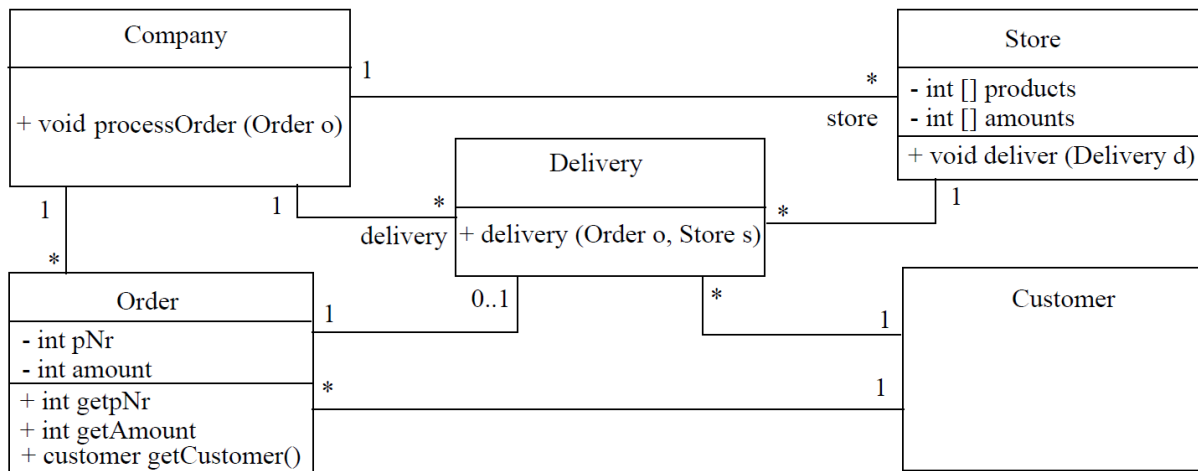 Company
+ void processOrder (Order o)
1
*
store
Store
- int [] products
- int [] amounts
+ void deliver (Delivery d)
Delivery
+ delivery (Order o, Store s)
1
*
delivery
*
1
1
*
Order
- int pNr
- int amount
+ int getpNr
+ int getAmount
+ customer getCustomer()
1
0..1
*
1
*
1
Customer